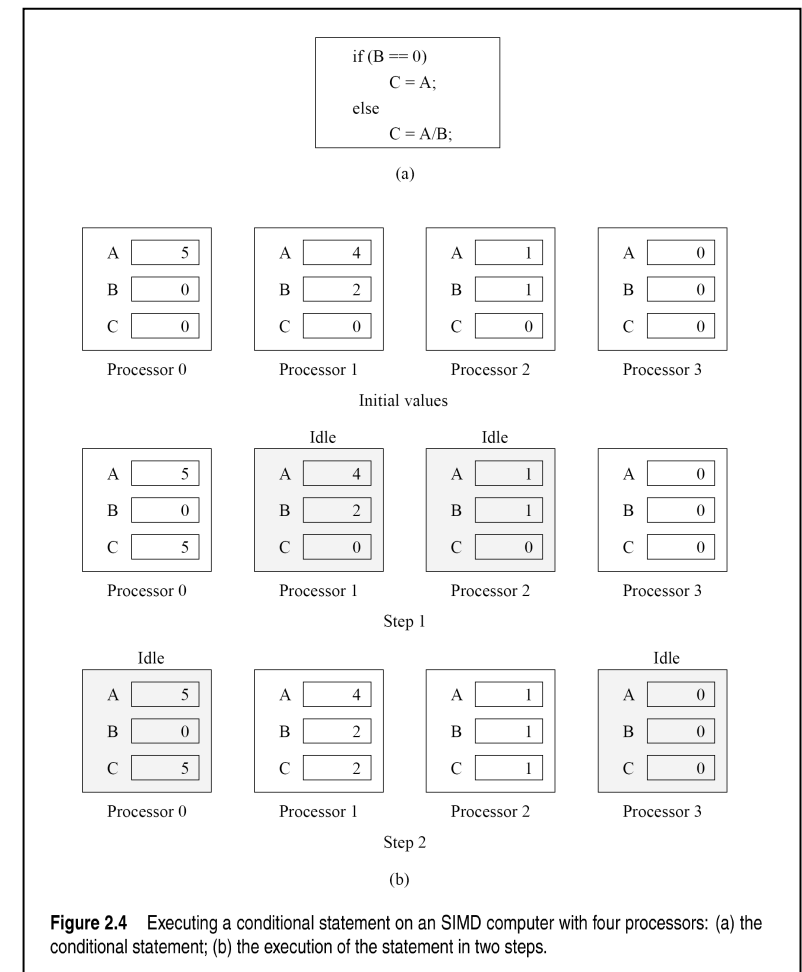 if (B == 0)
C = A;
else
C = A/B;
(a)
A 5 A 4 A 1 A 0
B 0 B 2 B 1 B 0
C 0 C 0 C 0 C 0
Processor 0 Processor 1 Processor 2 Processor 3
Initial values
Idle Idle
A 5 A 4 A 1 A 0
B 0 B 2 B 1 B 0
C 5 C 0 C 0 C 0
Processor 0 Processor 1 Processor 2 Processor 3
Step 1
Idle Idle
A 5 A 4 A 1 A 0
B 0 B 2 B 1 B 0
C 5 C 2 C 1 C 0
Processor 0 Processor 1 Processor 2 Processor 3
Step 2
(b)
Figure 2.4 Executing a conditional statement on an SIMD computer with four processors: (a) the
conditional statement; (b) the execution of the statement in two steps.